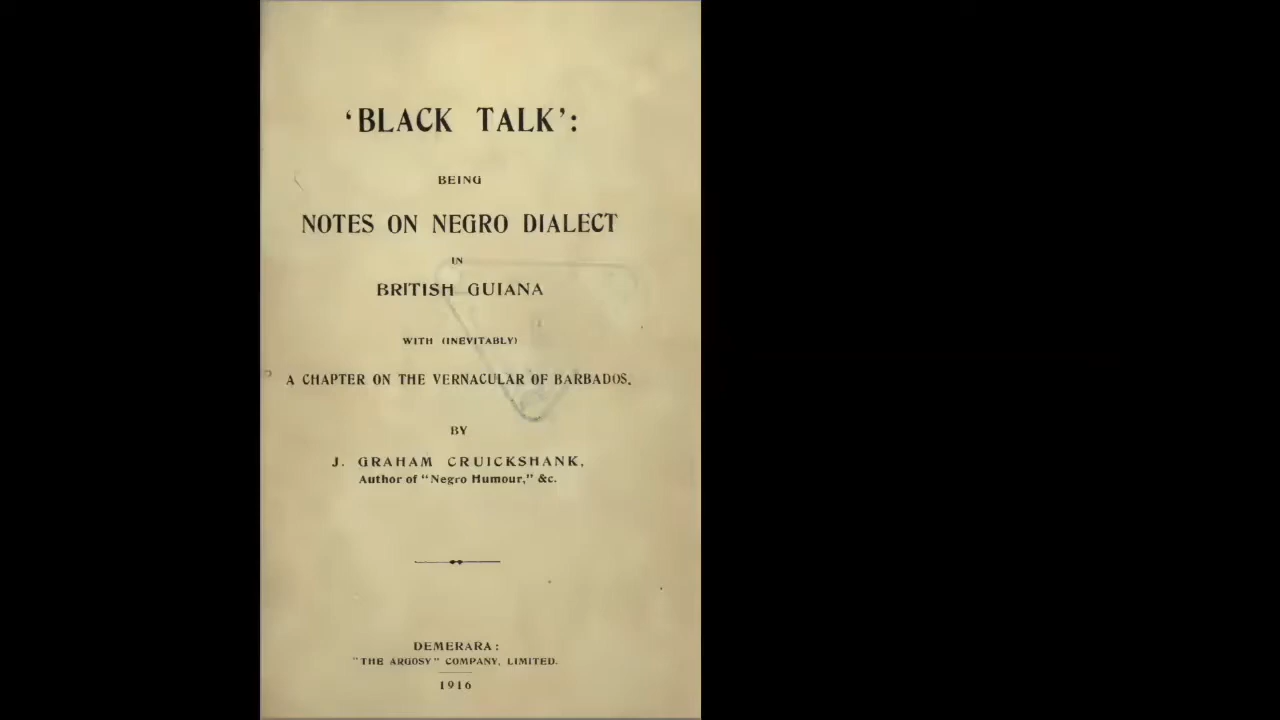 ‘BLACK TALK’:
BEING
NOTES ON NEGRO DIALECT
IN
BRITISH GUIANA
WITH (INEVITABLY)
A CHAPTER ON THE VERNACULAR OF BARBADOS.
BY
J. GRAHAM CRUICKSHANK,
Author of "Negro Humour," &c.
DEMERARA:
"THE ARGOSY" COMPANY, LIMITED.
1916